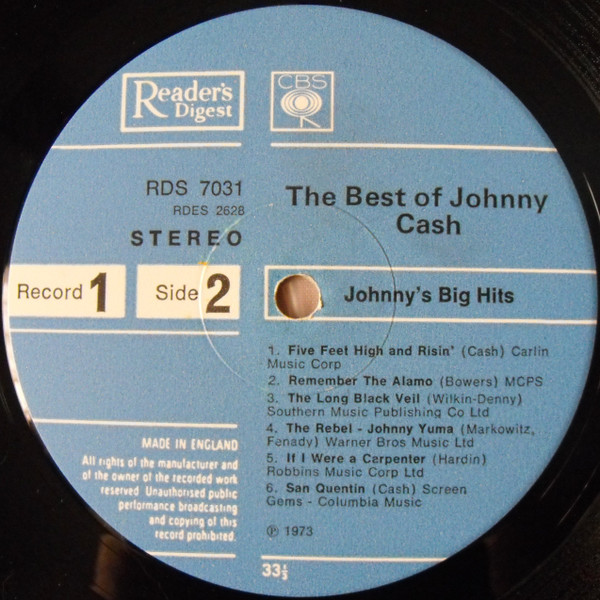 Reader's
Digest
CBS
RDS 7031
RDES 2628
STEREO
The Best of Johnny
Cash
Record 1
Side 2
Johnny's Big Hits
1. Five Feet High and Risin' (Cash) Carlin
Music Corp
2. Remember The Alamo (Bowers) MCPS
3. The Long Black Veil (Wilkin-Denny)
Southern Music Publishing Co Ltd
4. The Rebel - Johnny Yuma (Markowitz,
Fenady) Warner Bros Music Ltd
5. If I Were a Carpenter (Hardin)
Robbins Music Corp Ltd
6. San Quentin (Cash) Screen
Gems - Columbia Music
℗ 1973
MADE IN ENGLAND
All rights of the manufacturer and
of the owner of the recorded work
reserved. Unauthorised public
performance broadcasting
and copying of this
record prohibited.
33⅓